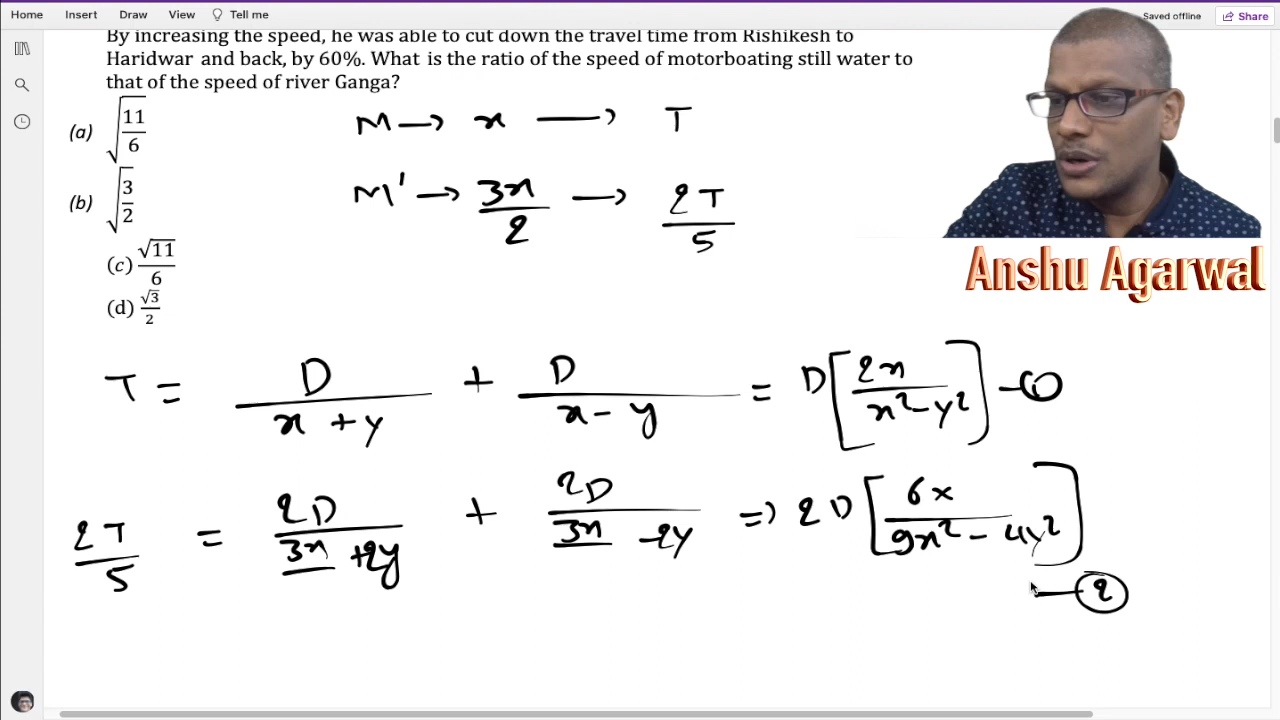 Home Insert Draw View Tell me Saved offline Share
By increasing the speed, he was able to cut down the travel time from Rishikesh to
Haridwar and back, by 60%. What is the ratio of the speed of motorboating still water to
that of the speed of river Ganga?
(a) √(11/6)
(b) √(3/2)
(c) √11/6
(d) √3/2
M → x → T
M' → 3x/2 → 2T/5
Anshu Agarwal
T = D/(x + y) + D/(x - y) = D[2x/(x² - y²)] - ①
2T/5 = 2D/(3x + 2y) + 2D/(3x - 2y) ⇒ 2D[6x/(9x² - 4y²)]
- ②